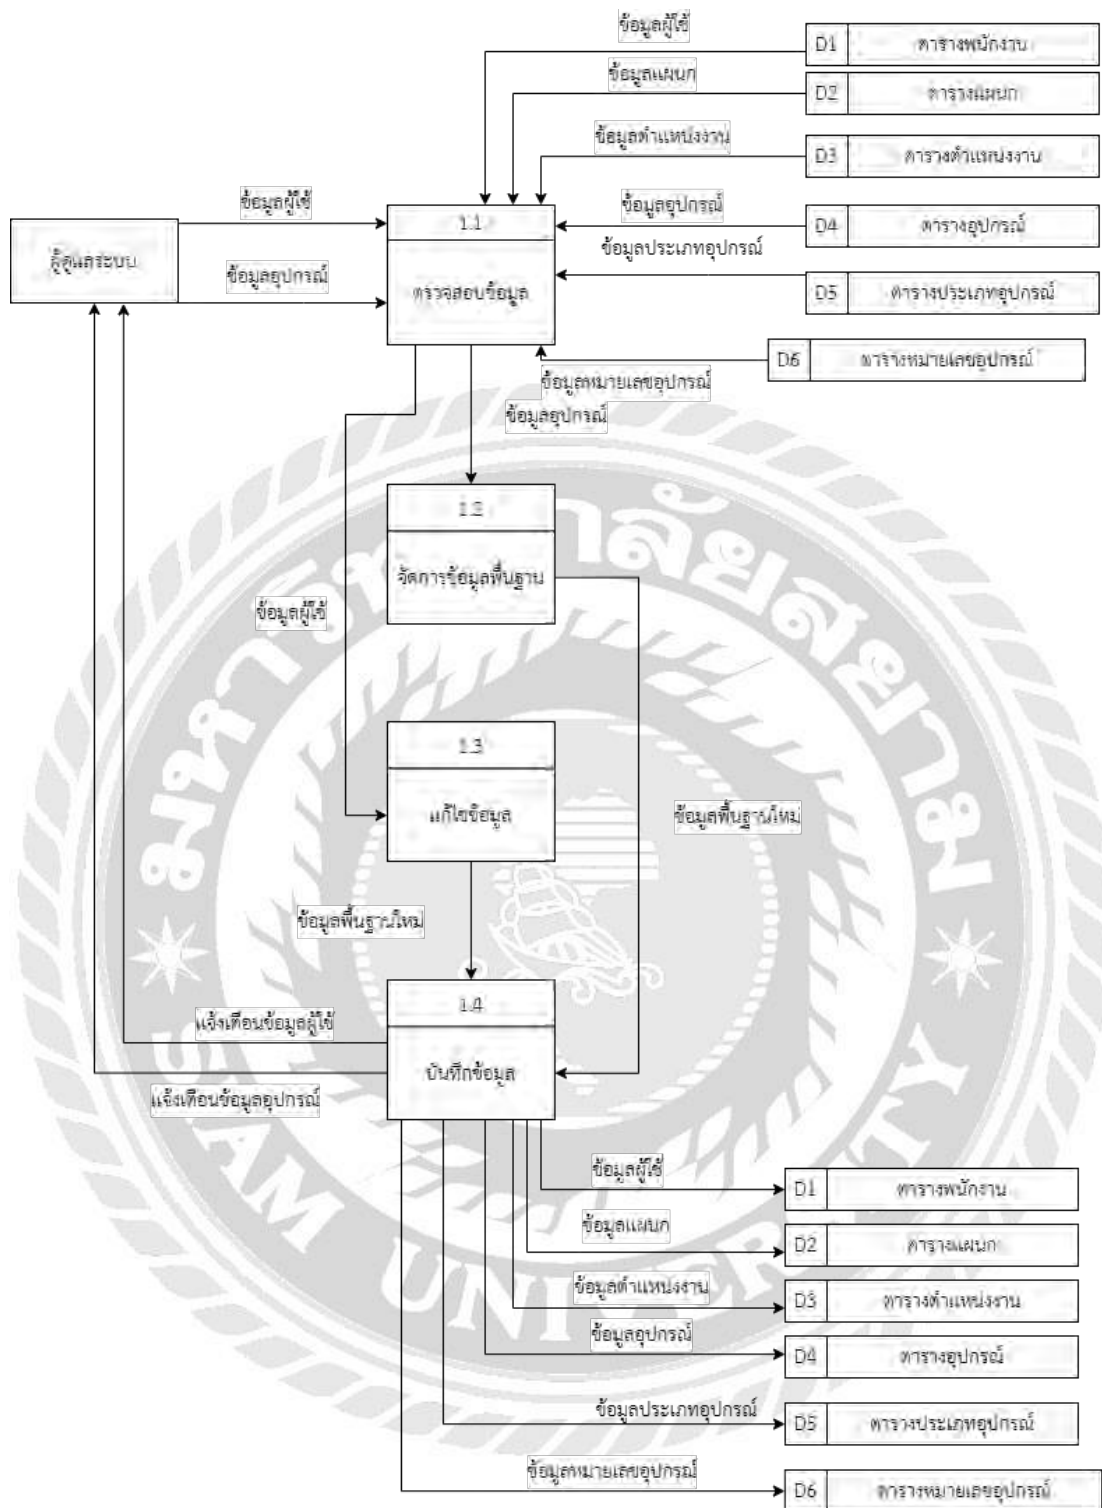 ข้อมูลผู้ใช้
D1 ตารางพนักงาน
ข้อมูลแผนก
D2 ตารางแผนก
ข้อมูลตำแหน่งงาน
D3 ตารางตำแหน่งงาน
ข้อมูลผู้ใช้
ข้อมูลอุปกรณ์
1.1
D4 ตารางอุปกรณ์
ผู้ดูแลระบบ
ข้อมูลประเภทอุปกรณ์
ข้อมูลอุปกรณ์
ตรวจสอบข้อมูล
D5 ตารางประเภทอุปกรณ์
D6 ตารางหมายเลขอุปกรณ์
ข้อมูลหมายเลขอุปกรณ์
ข้อมูลอุปกรณ์
1.2
จัดการข้อมูลพื้นฐาน
ข้อมูลผู้ใช้
1.3
แก้ไขข้อมูล
ข้อมูลพื้นฐานใหม่
ข้อมูลพื้นฐานใหม่
1.4
แจ้งเตือนข้อมูลผู้ใช้
บันทึกข้อมูล
แจ้งเตือนข้อมูลอุปกรณ์
ข้อมูลผู้ใช้
D1 ตารางพนักงาน
ข้อมูลแผนก
D2 ตารางแผนก
ข้อมูลตำแหน่งงาน
D3 ตารางตำแหน่งงาน
ข้อมูลอุปกรณ์
D4 ตารางอุปกรณ์
ข้อมูลประเภทอุปกรณ์
D5 ตารางประเภทอุปกรณ์
ข้อมูลหมายเลขอุปกรณ์
D6 ตารางหมายเลขอุปกรณ์
มหาวิทยาลัยสยาม
SIAM UNIVERSITY